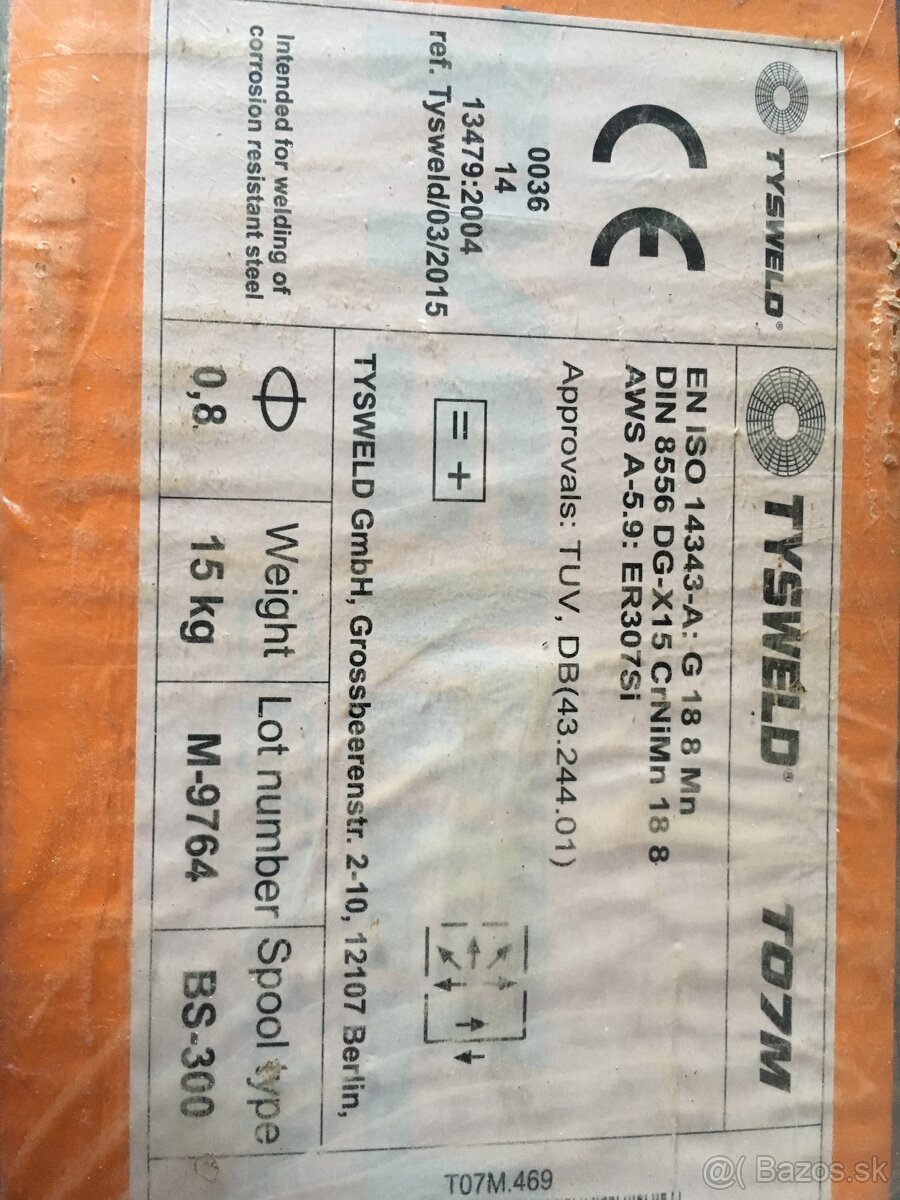 TYSWELD®
CE
0036
14
13479:2004
ref. Tysweld/03/2015
Intended for welding of
corrosion resistant steel
TYSWELD® T07M
EN ISO 14343-A: G 18 8 Mn
DIN 8556 DG-X15 CrNiMn 18 8
AWS A-5.9: ER307Si
Approvals: TUV, DB(43.244.01)
= +
TYSWELD GmbH, Grossbeerenstr. 2-10, 12107 Berlin,
Ø Weight Lot number Spool type
0,8 15 kg M-9764 BS-300
T07M.469
@( Bazos.sk